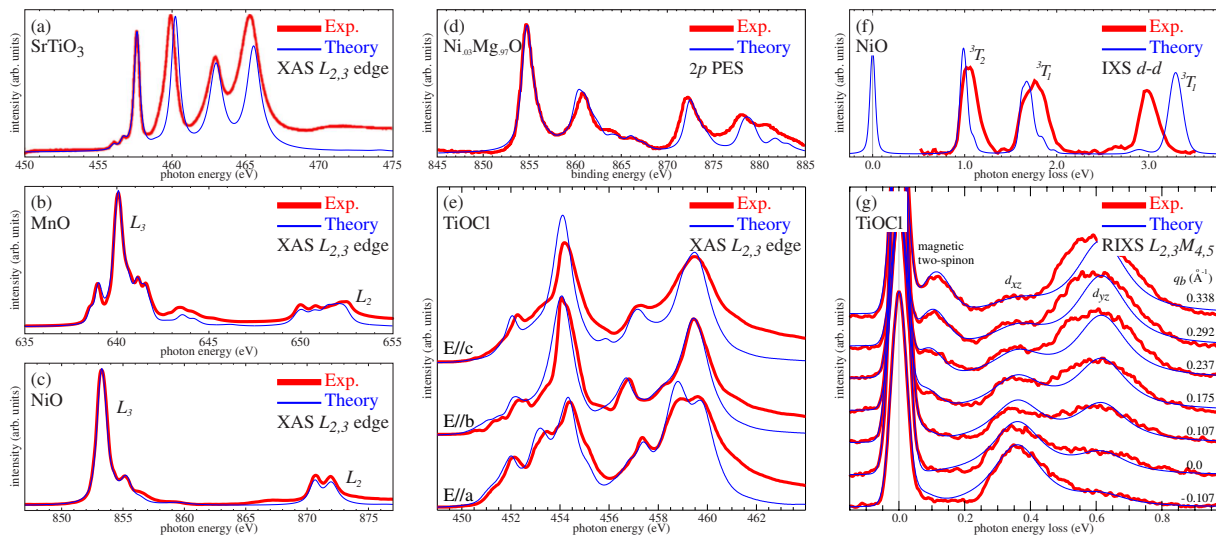 (a)
SrTiO3
Exp.
Theory
XAS L2,3 edge
intensity (arb. units)
450 455 460 465 470 475
photon energy (eV)
(b)
MnO
L3
Exp.
Theory
XAS L2,3 edge
L2
intensity (arb. units)
635 640 645 650 655
photon energy (eV)
(c)
NiO
L3
Exp.
Theory
XAS L2,3 edge
L2
intensity (arb. units)
850 855 860 865 870 875
photon energy (eV)
(d)
Ni.03Mg.97O
Exp.
Theory
2p PES
intensity (arb. units)
845 850 855 860 865 870 875 880 885
binding energy (eV)
(e)
TiOCl
Exp.
Theory
XAS L2,3 edge
E//c
E//b
E//a
intensity (arb. units)
450 452 454 456 458 460 462
photon energy (eV)
(f)
NiO
Exp.
Theory
IXS d-d
3T2
3T1
3T1
intensity (arb. units)
0.0 1.0 2.0 3.0
photon energy loss (eV)
(g)
TiOCl
Exp.
Theory
RIXS L2,3M4,5
magnetic
two-spinon
dxz
dyz
qb (Å-1)
0.338
0.292
0.237
0.175
0.107
0.0
-0.107
intensity (arb. units)
0.0 0.2 0.4 0.6 0.8
photon energy loss (eV)